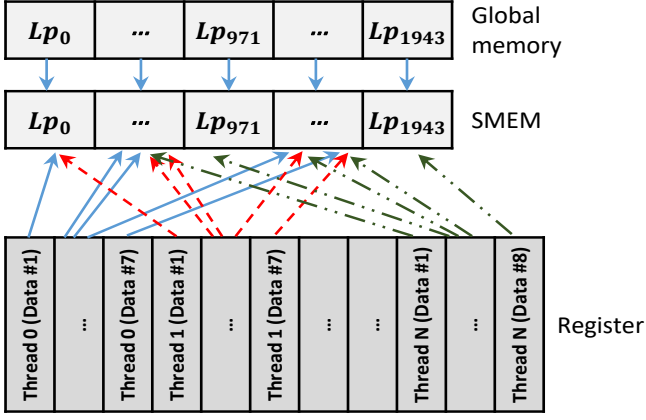 Lp₀ ... Lp₉₇₁ ... Lp₁₉₄₃
Global
memory
Lp₀ ... Lp₉₇₁ ... Lp₁₉₄₃
SMEM
Thread 0 (Data #1)
...
Thread 0 (Data #7)
Thread 1 (Data #1)
...
Thread 1 (Data #7)
...
...
Thread N (Data #1)
...
Thread N (Data #8)
Register